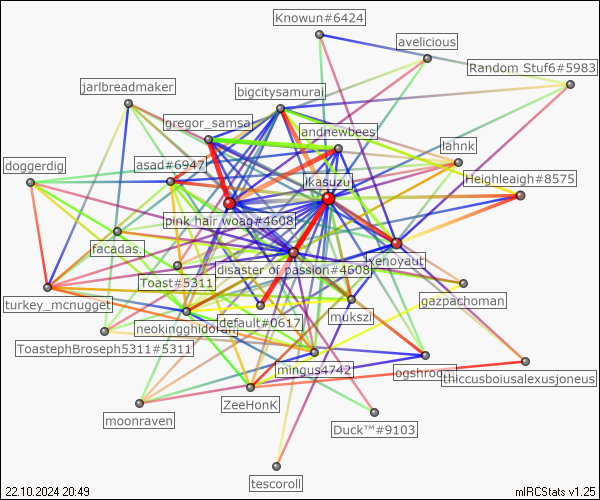 Knowun#6424
avelicious
Random Stuf6#5983
jarlbreadmaker
bigcitysamurai
gregor_samsa
landnewbees
lahnk
doggerdig
asad#6947
ikasuzu
Heighleaigh#8575
pink hair woag#4608
facadas.
xenoyaut
disaster of passion#4608
Toast#5311
turkey_mcnugget
gazpachoman
neokingghidorah
default#0617
mukszi
ToastephBroseph5311#5311
mingus4742
ogshroo
thiccusboiusalexusjoneus
moonraven
ZeeHonK
Duck™#9103
tescoroll
22.10.2024 20:49
mIRCStats v1.25